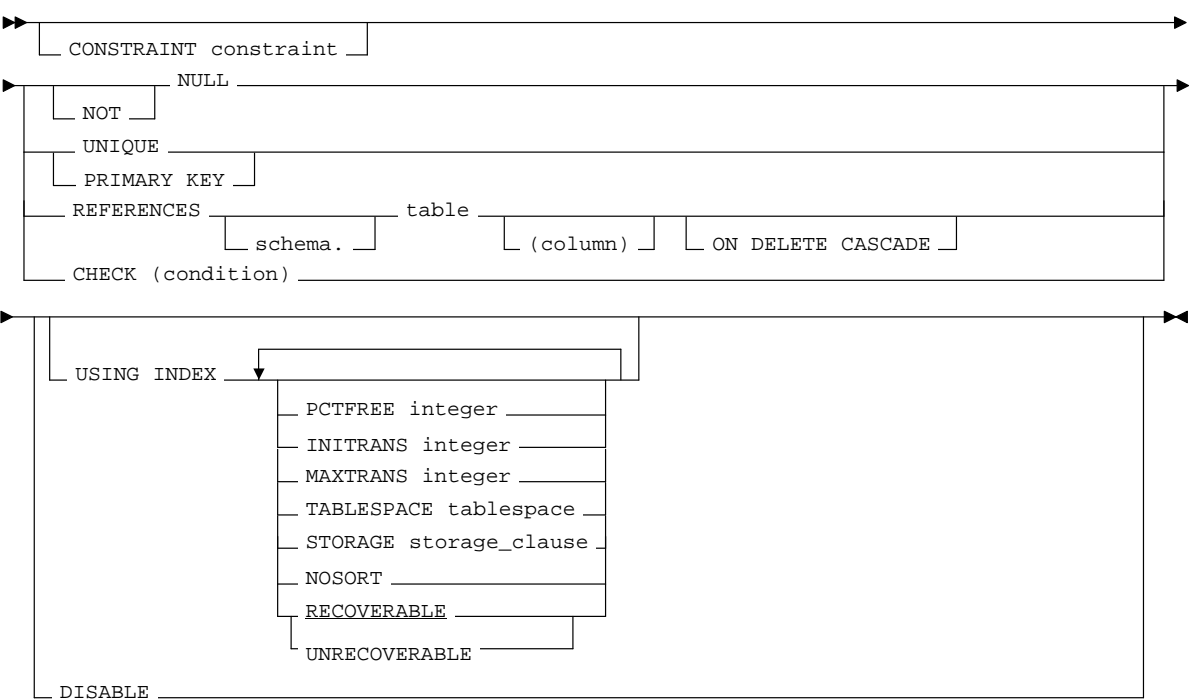 CONSTRAINT constraint
NULL
NOT
UNIQUE
PRIMARY KEY
REFERENCES table
schema. (column) ON DELETE CASCADE
CHECK (condition)
USING INDEX
PCTFREE integer
INITRANS integer
MAXTRANS integer
TABLESPACE tablespace
STORAGE storage_clause
NOSORT
RECOVERABLE
UNRECOVERABLE
DISABLE